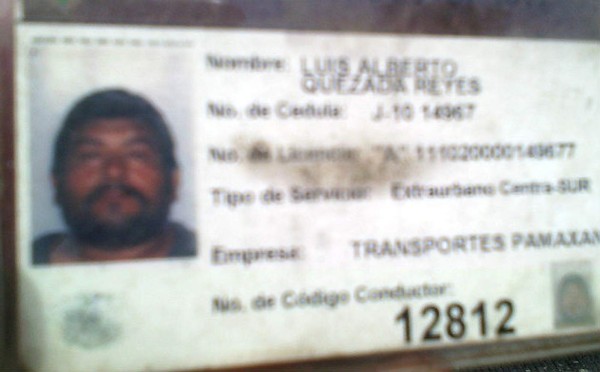 Nombre: LUIS ALBERTO
QUEZADA REYES
No. de Cedula: J-10 14967
No. de Licencia: "A" 1110200000149677
Tipo de Servicio: Extraurbano Centra-SUR
Empresa: TRANSPORTES PAMAXAN
No. de Código Conductor:
12812